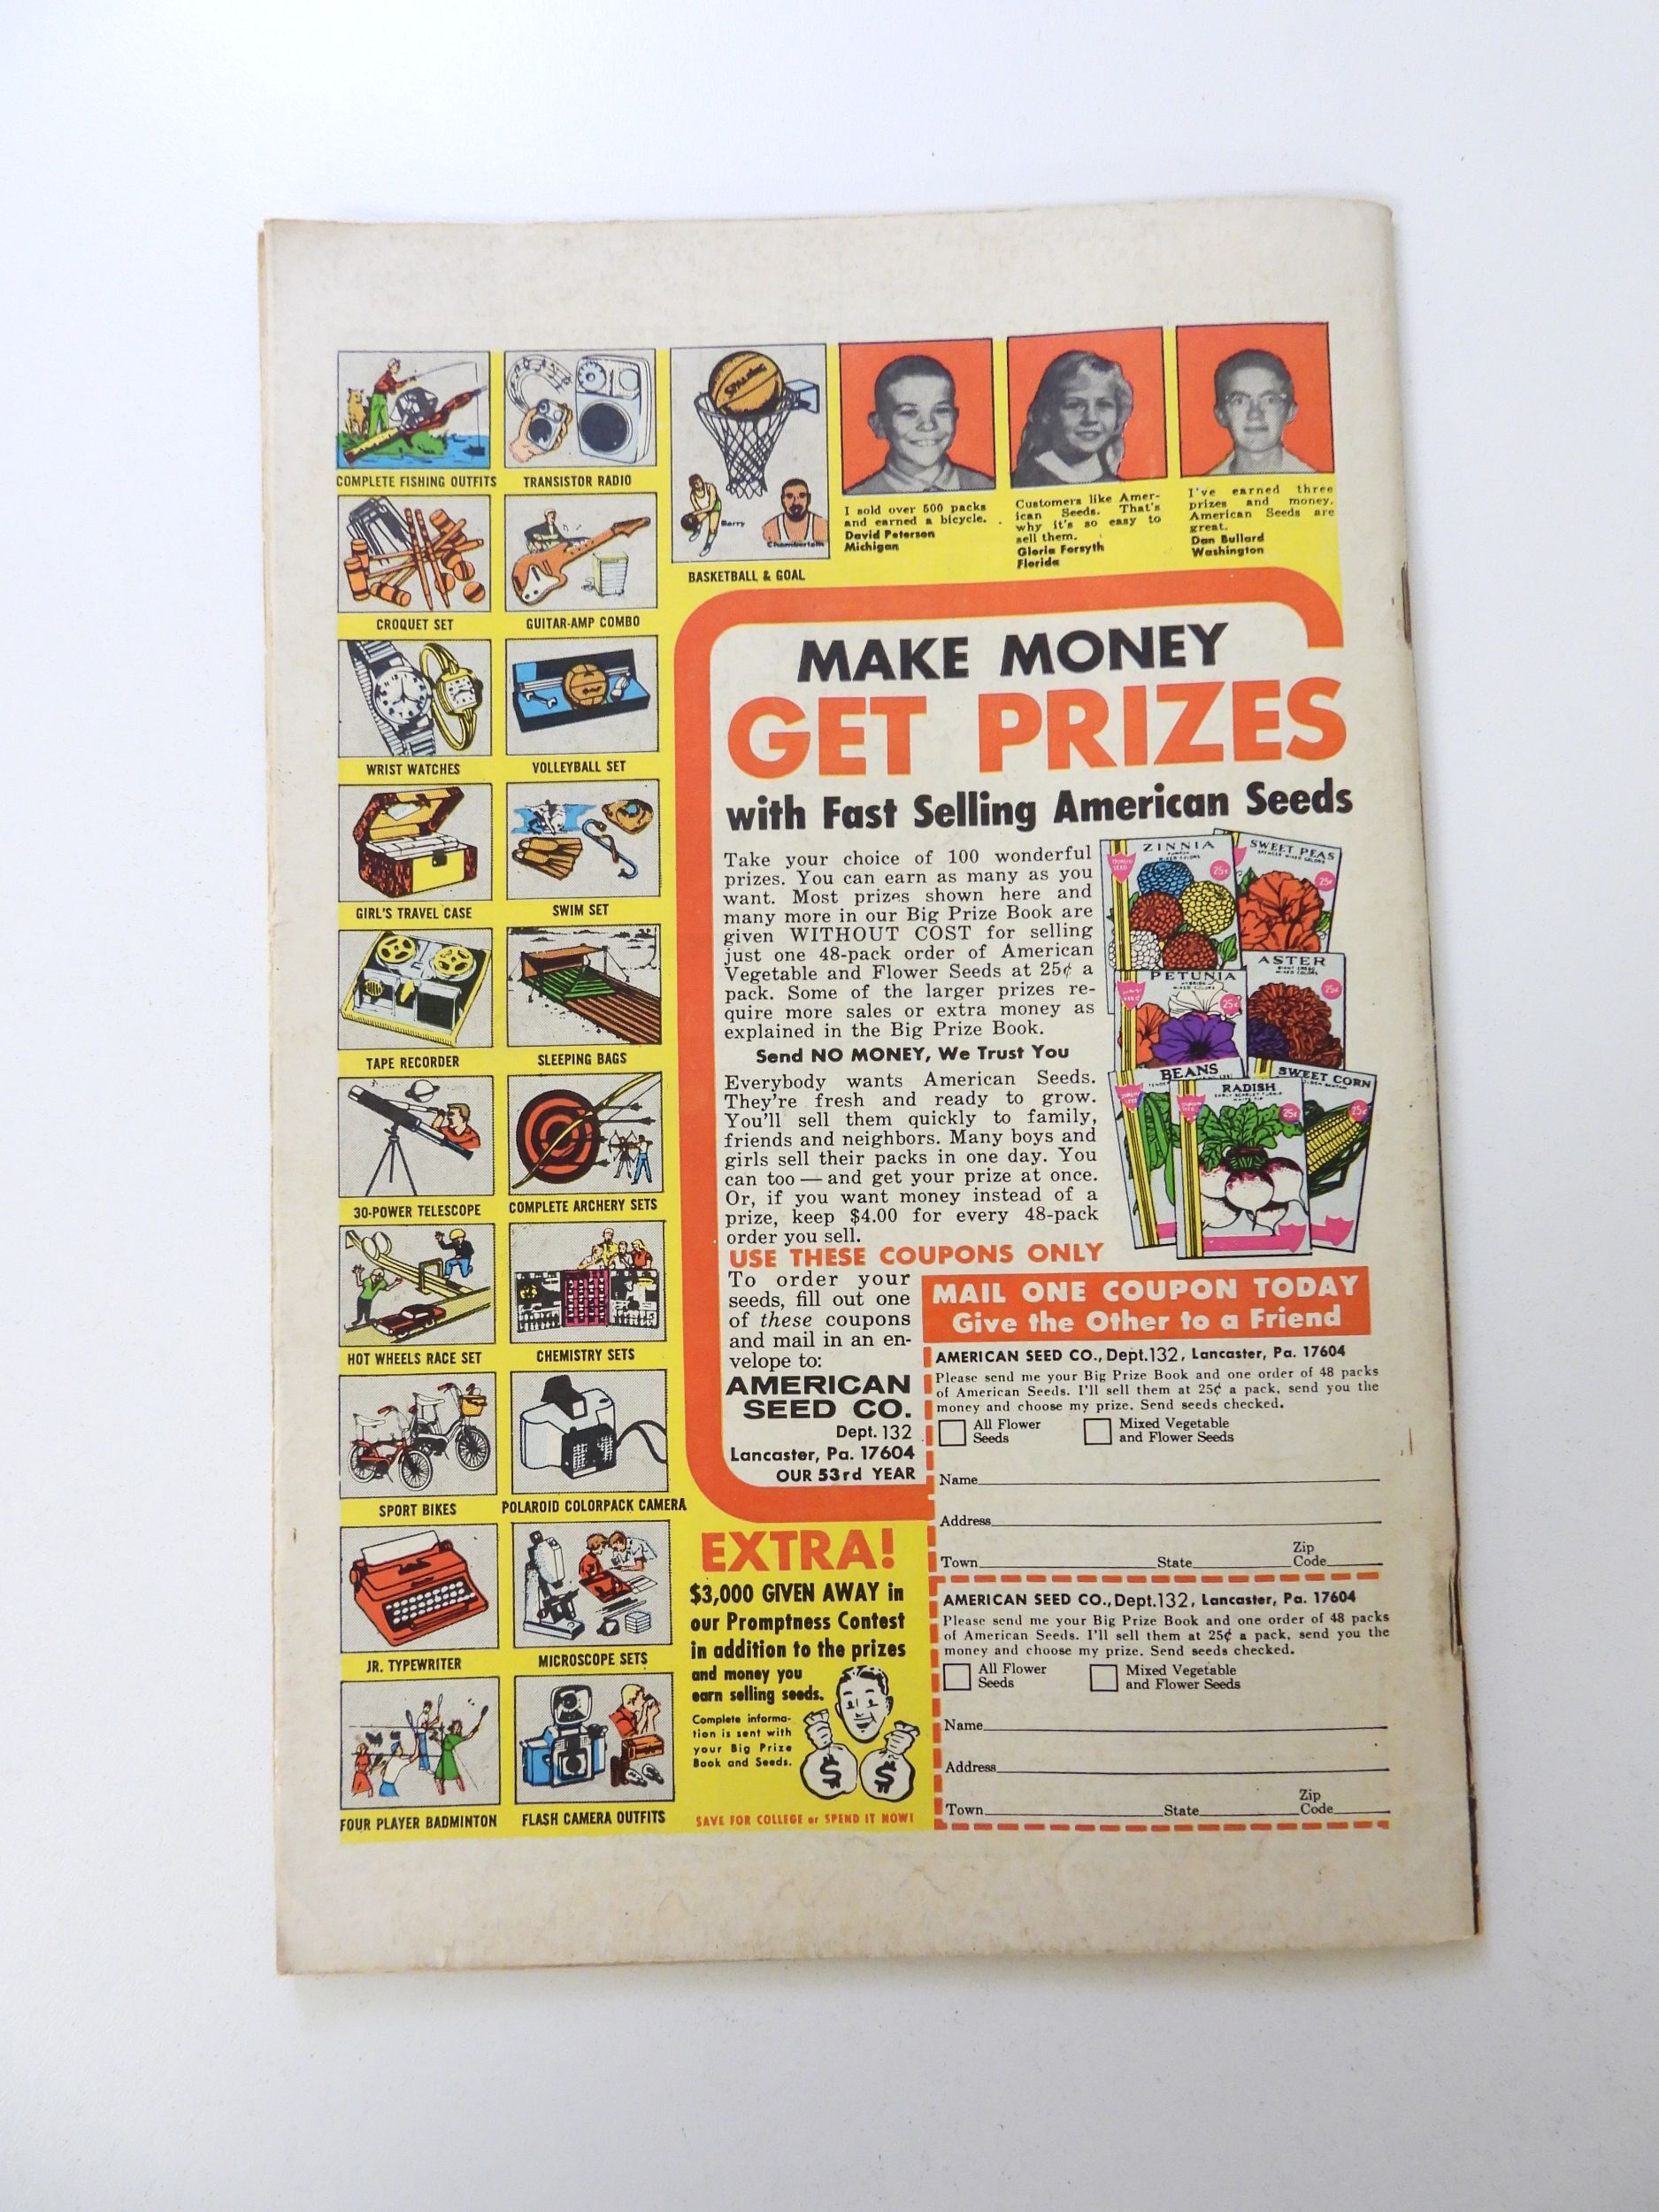 COMPLETE FISHING OUTFITS
TRANSISTOR RADIO
CROQUET SET
GUITAR-AMP COMBO
WRIST WATCHES
VOLLEYBALL SET
GIRL'S TRAVEL CASE
SWIM SET
TAPE RECORDER
SLEEPING BAGS
30-POWER TELESCOPE
COMPLETE ARCHERY SETS
HOT WHEELS RACE SET
CHEMISTRY SETS
SPORT BIKES
POLAROID COLORPACK CAMERA
JR. TYPEWRITER
MICROSCOPE SETS
FOUR PLAYER BADMINTON
FLASH CAMERA OUTFITS
SPALDING
Barry
Chamberlain
BASKETBALL & GOAL
I sold over 500 packs
and earned a bicycle.
David Peterson
Michigan
Customers like Amer-
ican Seeds. That's
why it's so easy to
sell them.
Gloria Forsyth
Florida
I've earned three
prizes and money.
American Seeds are
great.
Dan Bullard
Washington
MAKE MONEY
GET PRIZES
with Fast Selling American Seeds
Take your choice of 100 wonderful
prizes. You can earn as many as you
want. Most prizes shown here and
many more in our Big Prize Book are
given WITHOUT COST for selling
just one 48-pack order of American
Vegetable and Flower Seeds at 25¢ a
pack. Some of the larger prizes re-
quire more sales or extra money as
explained in the Big Prize Book.
Send NO MONEY, We Trust You
Everybody wants American Seeds.
They're fresh and ready to grow.
You'll sell them quickly to family,
friends and neighbors. Many boys and
girls sell their packs in one day. You
can too — and get your prize at once.
Or, if you want money instead of a
prize, keep $4.00 for every 48-pack
order you sell.
ZINNIA
MIXED COLORS
25¢
SWEET PEAS
MIXED COLORS
25¢
PETUNIA
MIXED COLORS
25¢
ASTER
MIXED COLORS
25¢
BEANS
RADISH
25¢
SWEET CORN
25¢
USE THESE COUPONS ONLY
To order your
seeds, fill out one
of these coupons
and mail in an en-
velope to:
AMERICAN
SEED CO.
Dept. 132
Lancaster, Pa. 17604
OUR 53rd YEAR
MAIL ONE COUPON TODAY
Give the Other to a Friend
AMERICAN SEED CO., Dept. 132, Lancaster, Pa. 17604
Please send me your Big Prize Book and one order of 48 packs
of American Seeds. I'll sell them at 25¢ a pack, send you the
money and choose my prize. Send seeds checked.
All Flower
Seeds
Mixed Vegetable
and Flower Seeds
Name
Address
Town State Zip
Code
AMERICAN SEED CO., Dept. 132, Lancaster, Pa. 17604
Please send me your Big Prize Book and one order of 48 packs
of American Seeds. I'll sell them at 25¢ a pack, send you the
money and choose my prize. Send seeds checked.
All Flower
Seeds
Mixed Vegetable
and Flower Seeds
Name
Address
Town State Zip
Code
EXTRA!
$3,000 GIVEN AWAY in
our Promptness Contest
in addition to the prizes
and money you
earn selling seeds.
Complete informa-
tion is sent with
your Big Prize
Book and Seeds.
$ $
SAVE FOR COLLEGE or SPEND IT NOW!